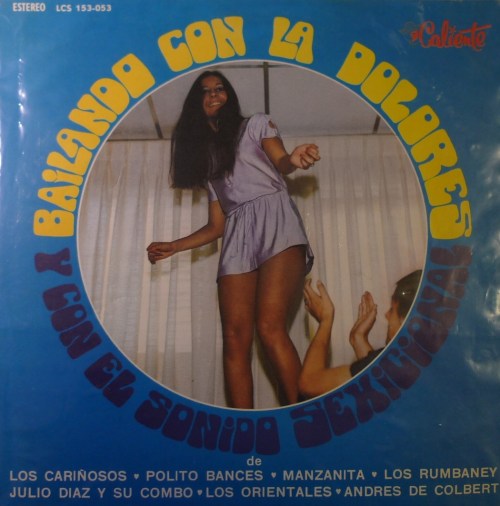 ESTEREO LCS 153-053
Caliente
BAILANDO CON LA DOLORES
Y CON EL SONIDO SEXICIONAL
de
LOS CARIÑOSOS ♥ POLITO BANCES ♥ MANZANITA ♥ LOS RUMBANEY
JULIO DIAZ Y SU COMBO ♥ LOS ORIENTALES ♥ ANDRES DE COLBERT